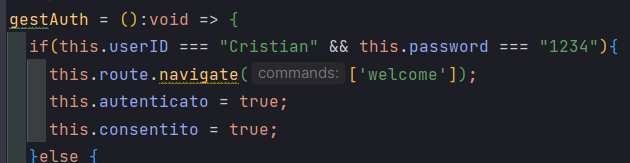 gestAuth = ():void => {
if(this.userID === "Cristian" && this.password === "1234"){
this.route.navigate( commands: ['welcome']);
this.autenticato = true;
this.consentito = true;
}else {